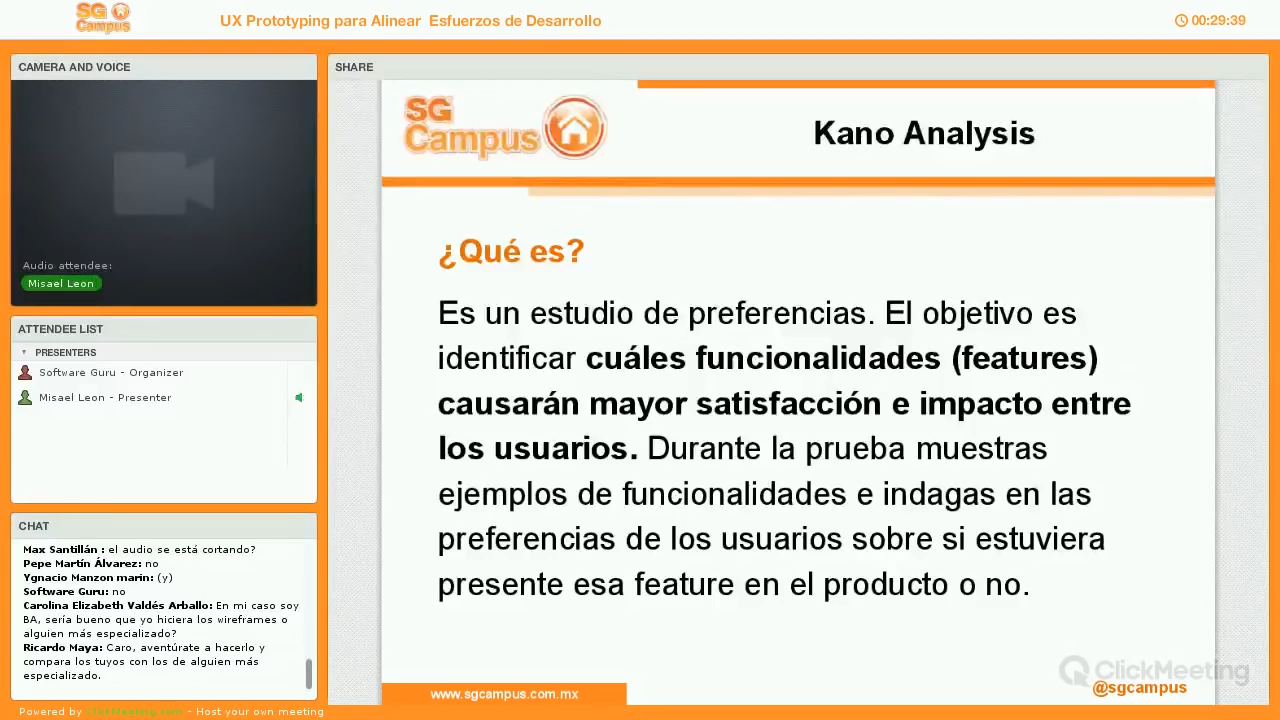 SG
Campus
UX Prototyping para Alinear Esfuerzos de Desarrollo
00:29:39
CAMERA AND VOICE
Audio attendee:
Misael Leon
ATTENDEE LIST
PRESENTERS
Software Guru - Organizer
Misael Leon - Presenter
CHAT
Max Santillán : el audio se está cortando?
Pepe Martín Álvarez: no
Ygnacio Manzon marin: (y)
Software Guru: no
Carolina Elizabeth Valdés Arballo: En mi caso soy
BA, sería bueno que yo hiciera los wireframes o
alguien más especializado?
Ricardo Maya: Caro, aventúrate a hacerlo y
compara los tuyos con los de alguien más
especializado.
SHARE
SG
Campus
Kano Analysis
¿Qué es?
Es un estudio de preferencias. El objetivo es
identificar cuáles funcionalidades (features)
causarán mayor satisfacción e impacto entre
los usuarios. Durante la prueba muestras
ejemplos de funcionalidades e indagas en las
preferencias de los usuarios sobre si estuviera
presente esa feature en el producto o no.
www.sgcampus.com.mx
ClickMeeting
@sgcampus
Powered by ClickMeeting.com - Host your own meeting